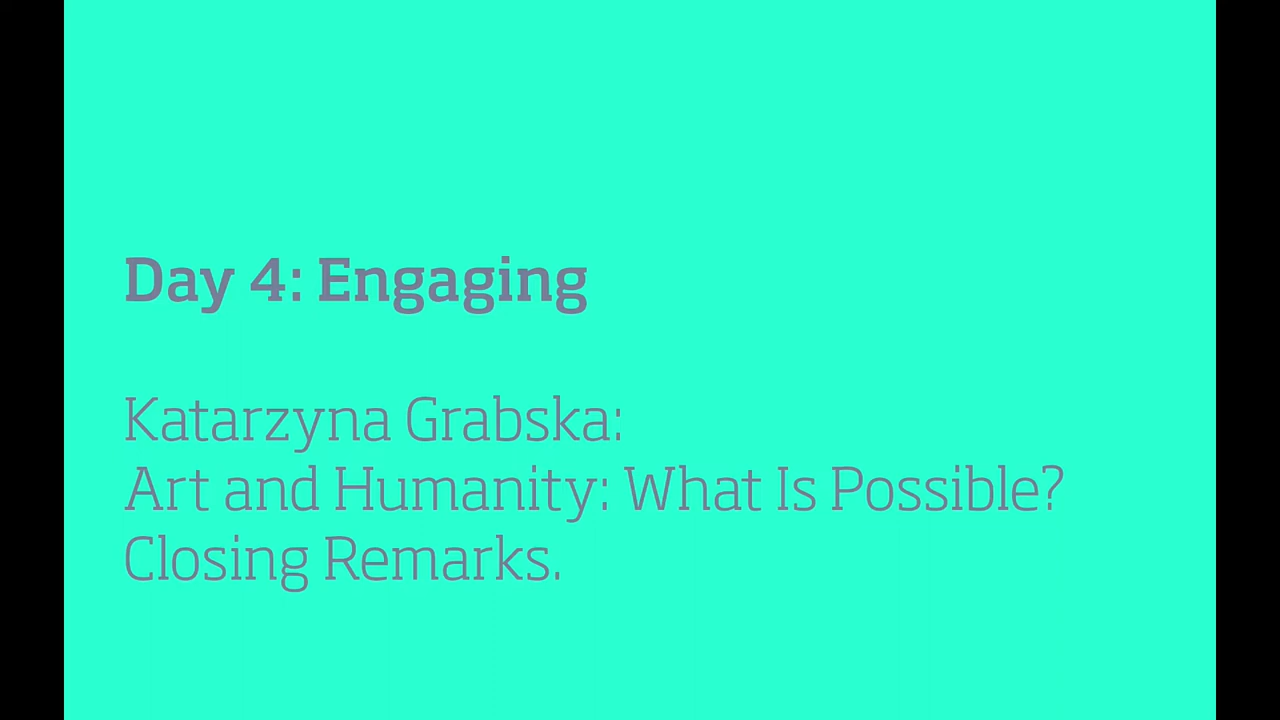 Day 4: Engaging
Katarzyna Grabska:
Art and Humanity: What Is Possible?
Closing Remarks.